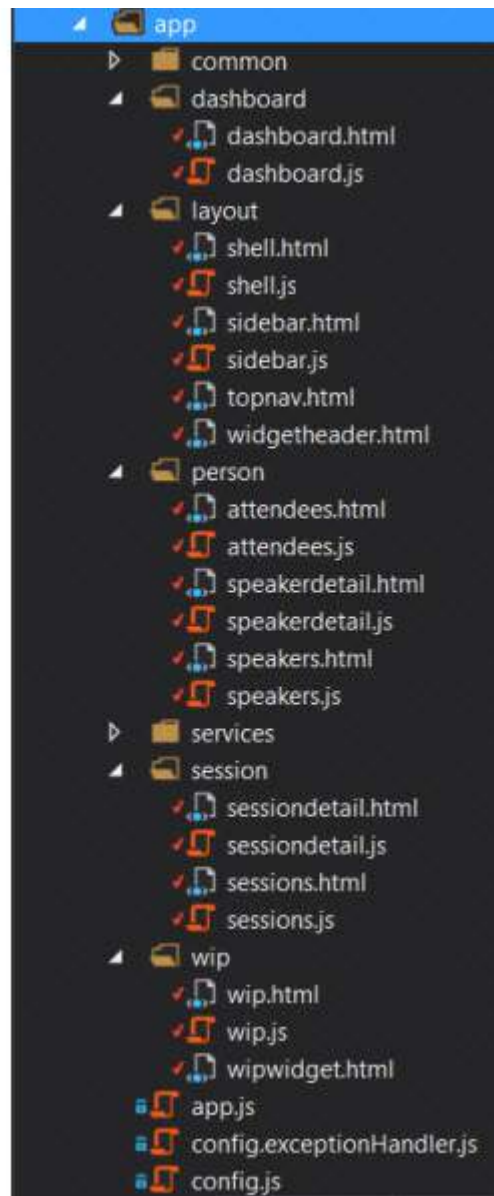 app
common
dashboard
dashboard.html
dashboard.js
layout
shell.html
shell.js
sidebar.html
sidebar.js
topnav.html
widgetheader.html
person
attendees.html
attendees.js
speakerdetail.html
speakerdetail.js
speakers.html
speakers.js
services
session
sessiondetail.html
sessiondetail.js
sessions.html
sessions.js
wip
wip.html
wip.js
wipwidget.html
app.js
config.exceptionHandler.js
config.js